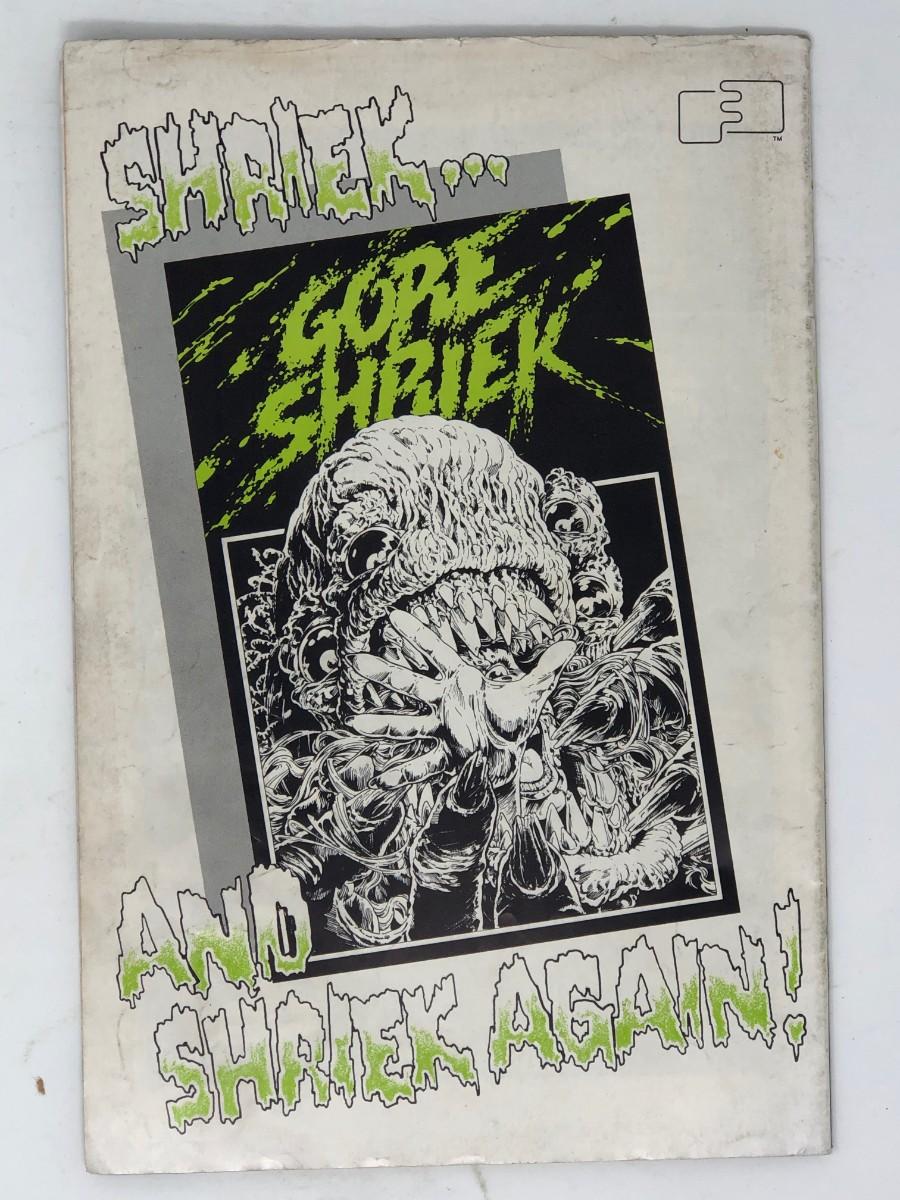 SHRIEK...
GORE
SHRIEK
AND
SHRIEK AGAIN!
TM